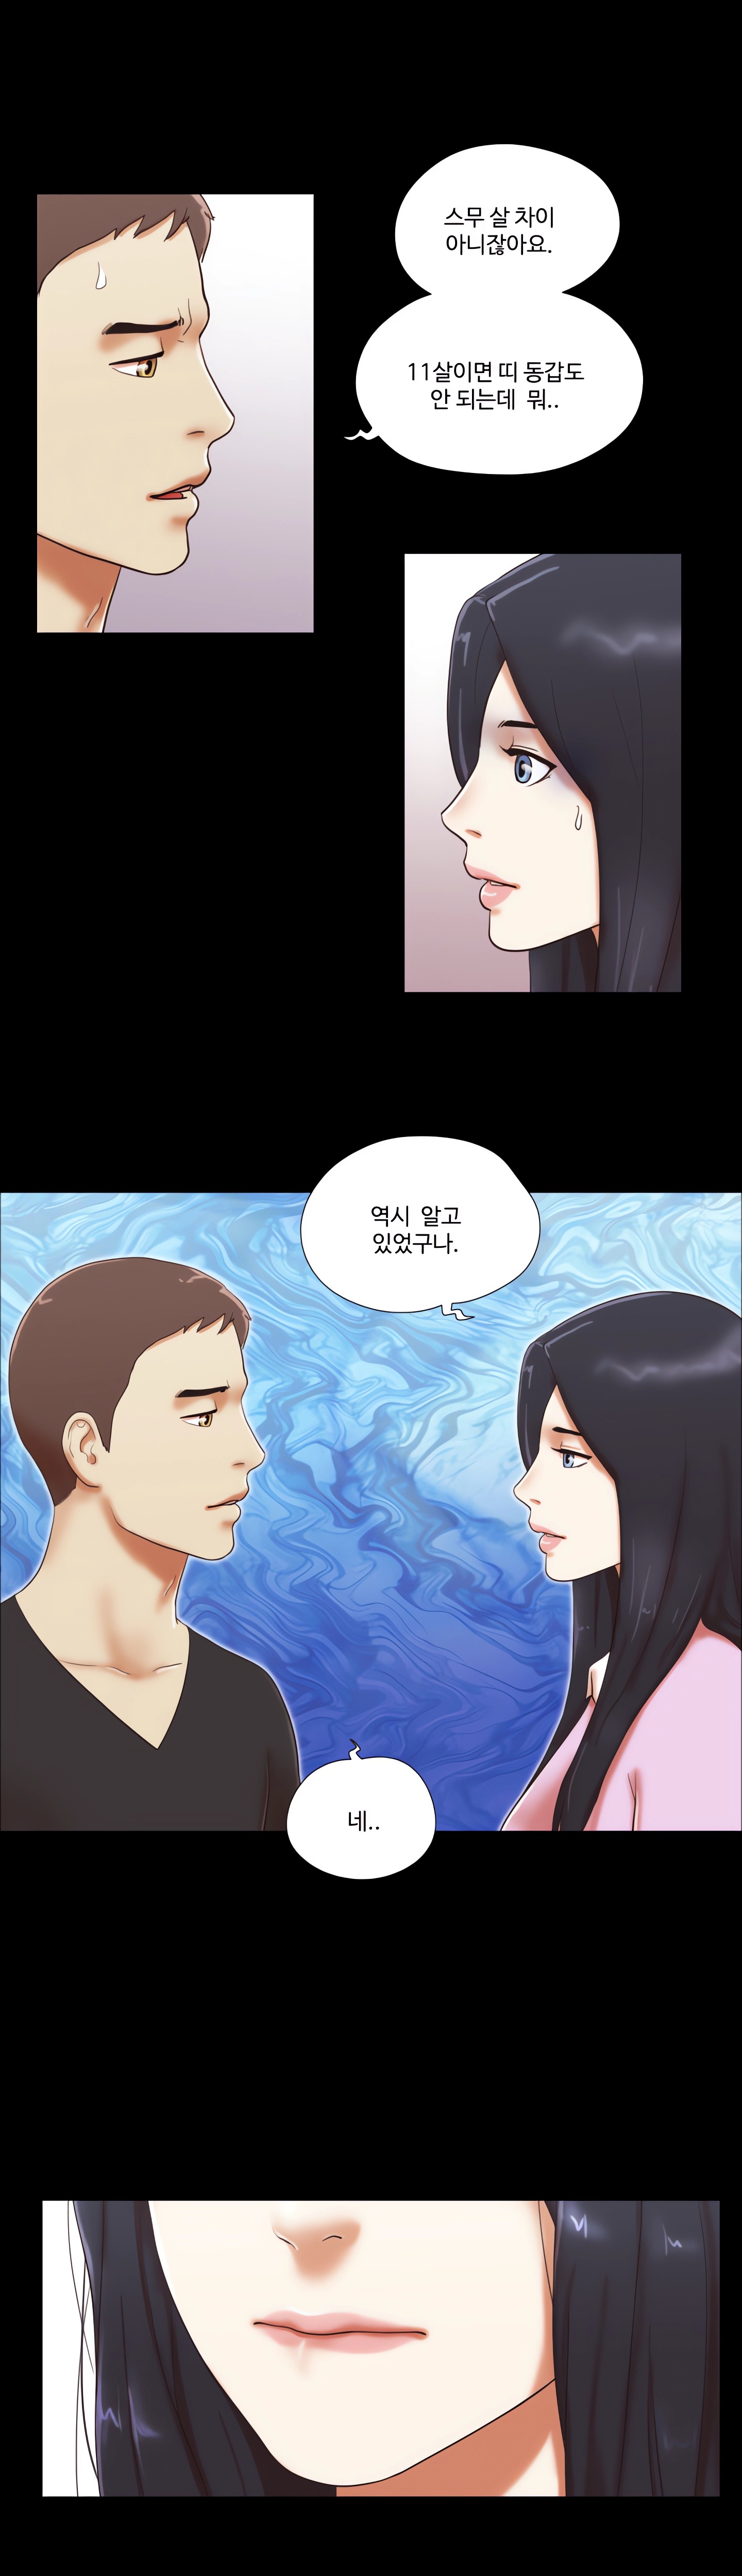 스무 살 차이
아니잖아요.
11살이면 띠 동갑도
안 되는데 뭐..
역시 알고
있었구나.
네..